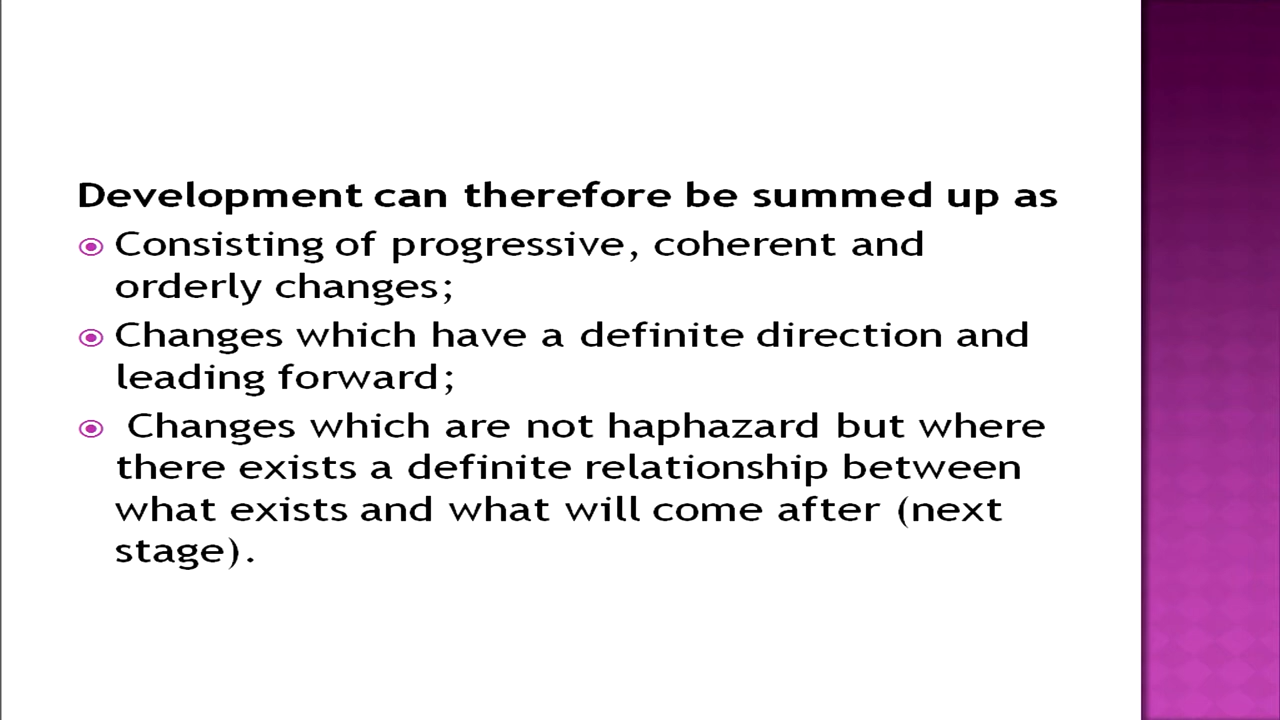 Development can therefore be summed up as
Consisting of progressive, coherent and
orderly changes;
Changes which have a definite direction and
leading forward;
Changes which are not haphazard but where
there exists a definite relationship between
what exists and what will come after (next
stage).